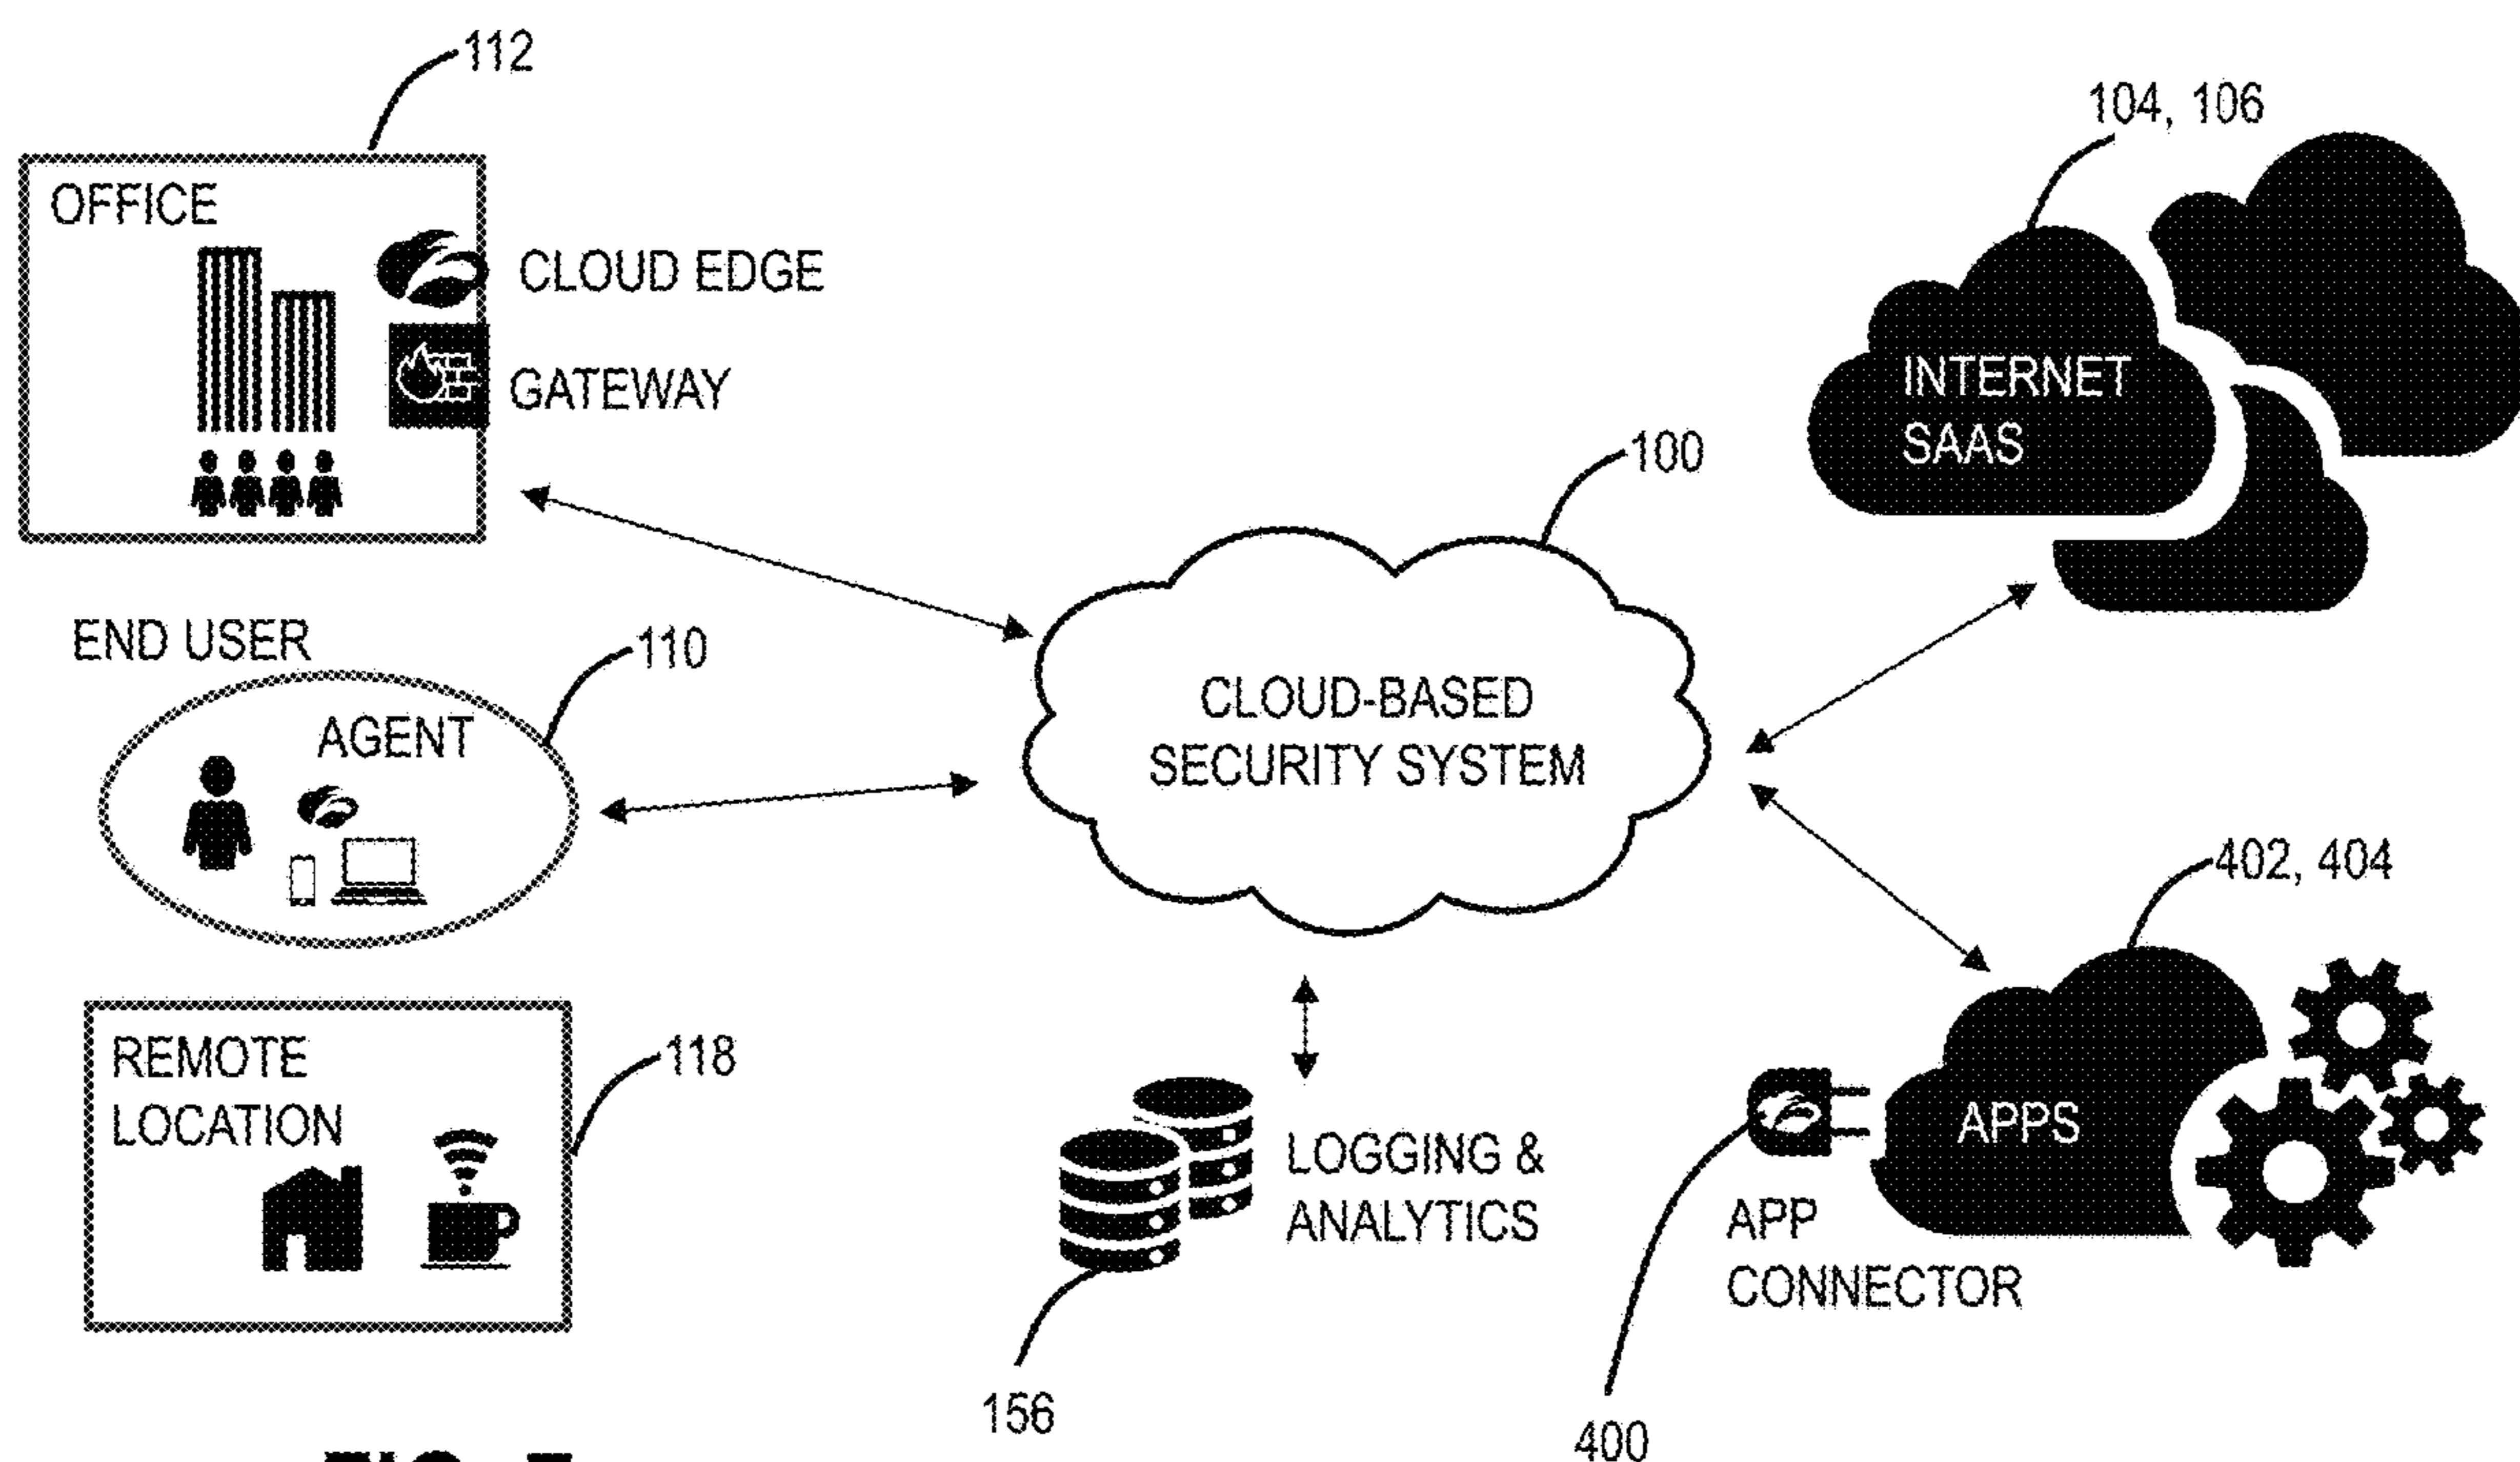 112
OFFICE
CLOUD EDGE
GATEWAY
104, 106
INTERNET
SAAS
100
CLOUD-BASED
SECURITY SYSTEM
END USER
110
AGENT
REMOTE
LOCATION
118
LOGGING &
ANALYTICS
156
402, 404
APPS
APP
CONNECTOR
400